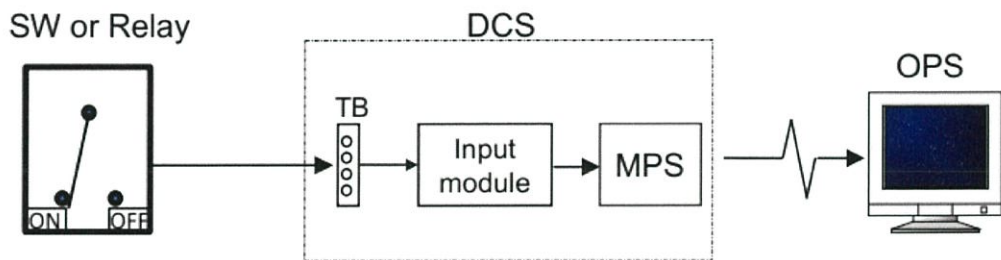 SW or Relay
DCS
OPS
TB
Input
module
MPS
ON
OFF